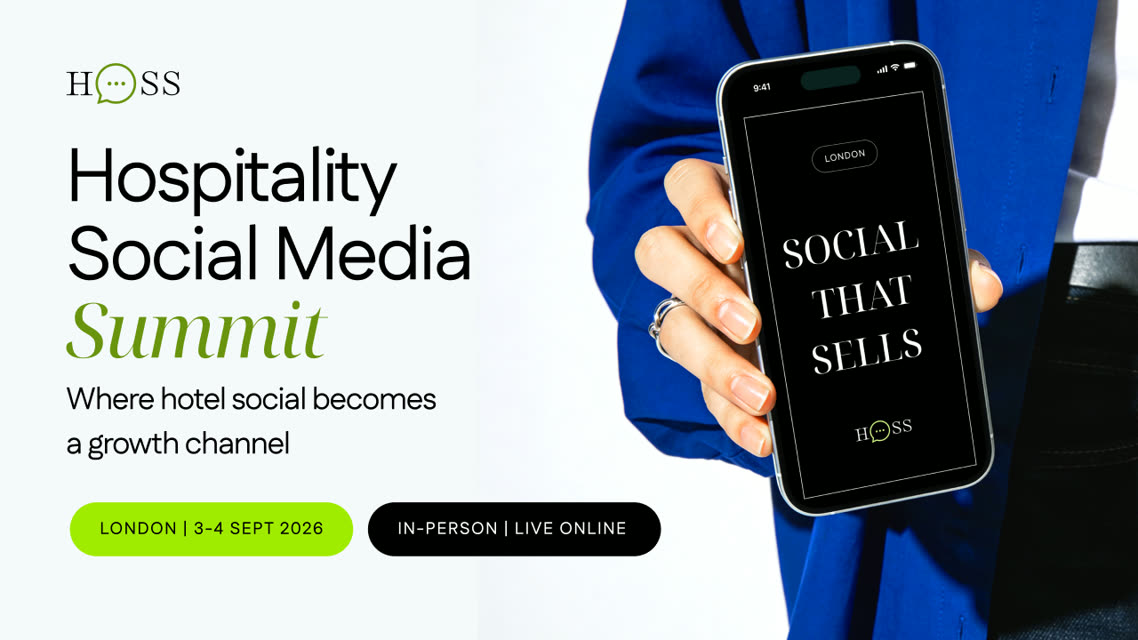 HOSS
Hospitality
Social Media
Summit
Where hotel social becomes
a growth channel
LONDON | 3-4 SEPT 2026
IN-PERSON | LIVE ONLINE
9:41
LONDON
SOCIAL
THAT
SELLS
HOSS